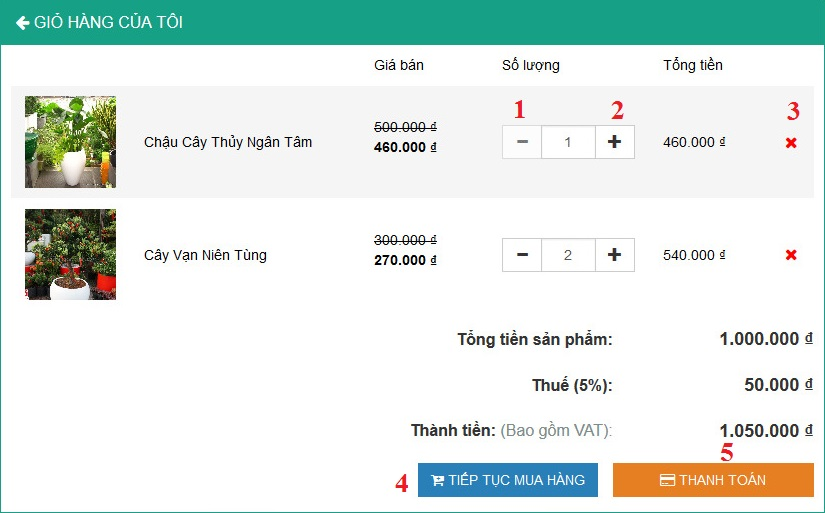 GIỎ HÀNG CỦA TÔI
Giá bán Số lượng Tổng tiền
1 2 3
500.000 ₫
Chậu Cây Thủy Ngân Tâm 460.000 ₫ 1 460.000 ₫
300.000 ₫
Cây Vạn Niên Tùng 270.000 ₫ 2 540.000 ₫
Tổng tiền sản phẩm: 1.000.000 ₫
Thuế (5%): 50.000 ₫
Thành tiền: (Bao gồm VAT): 1.050.000 ₫
4 TIẾP TỤC MUA HÀNG 5 THANH TOÁN